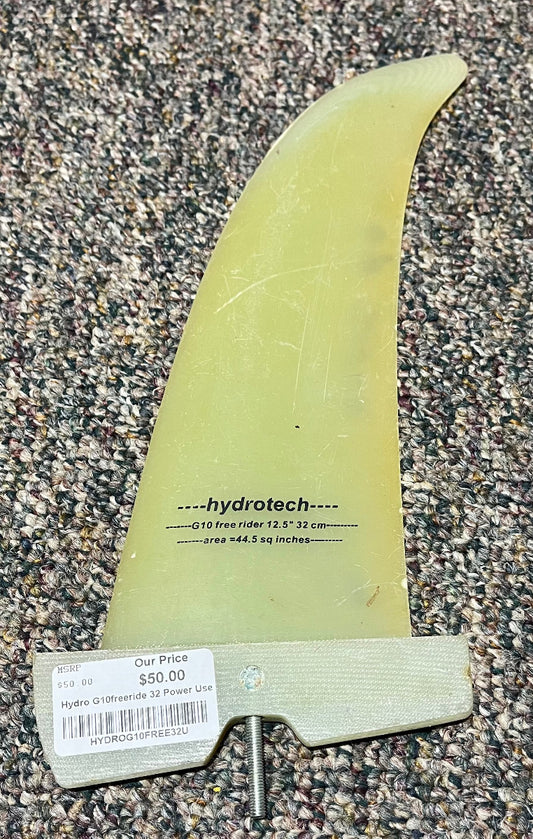 ----hydrotech----
-------G10 free rider 12.5" 32 cm---------
-------area =44.5 sq inches---------
MSRP Our Price
$50.00 $50.00
Hydro G10freeride 32 Power Use
HYDROG10FREE32U